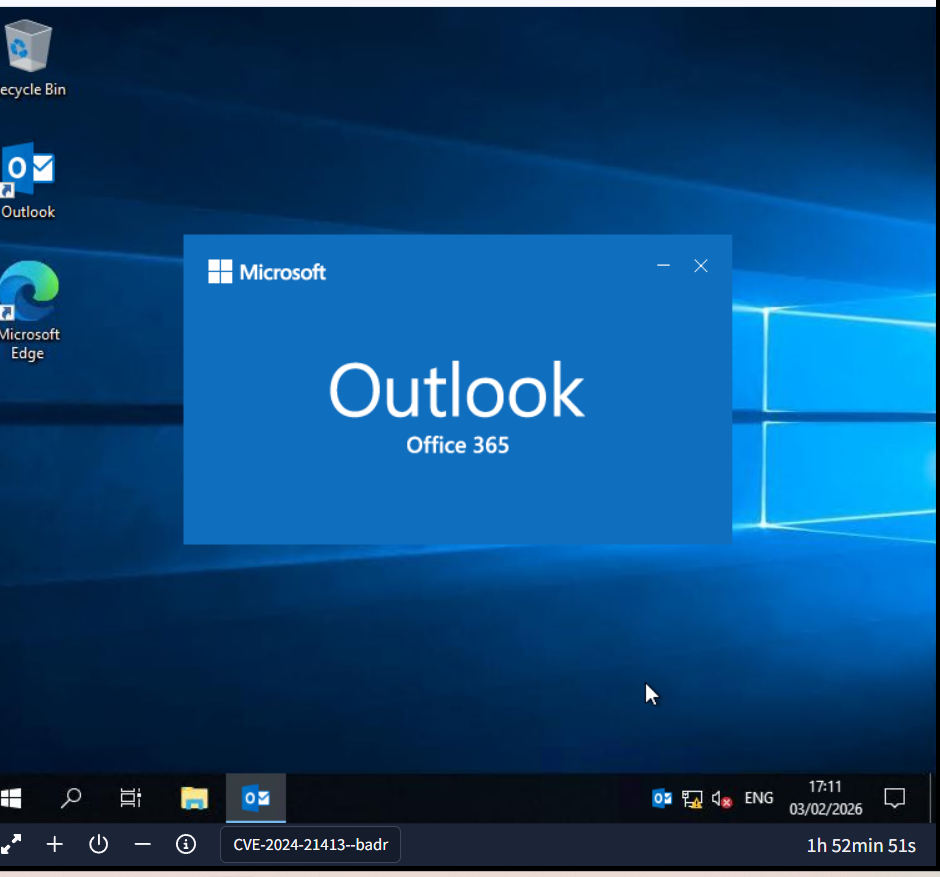 ecycle Bin
Outlook
Microsoft
Edge
Microsoft
Outlook
Office 365
ENG
17:11
03/02/2026
CVE-2024-21413--badr
1h 52min 51s